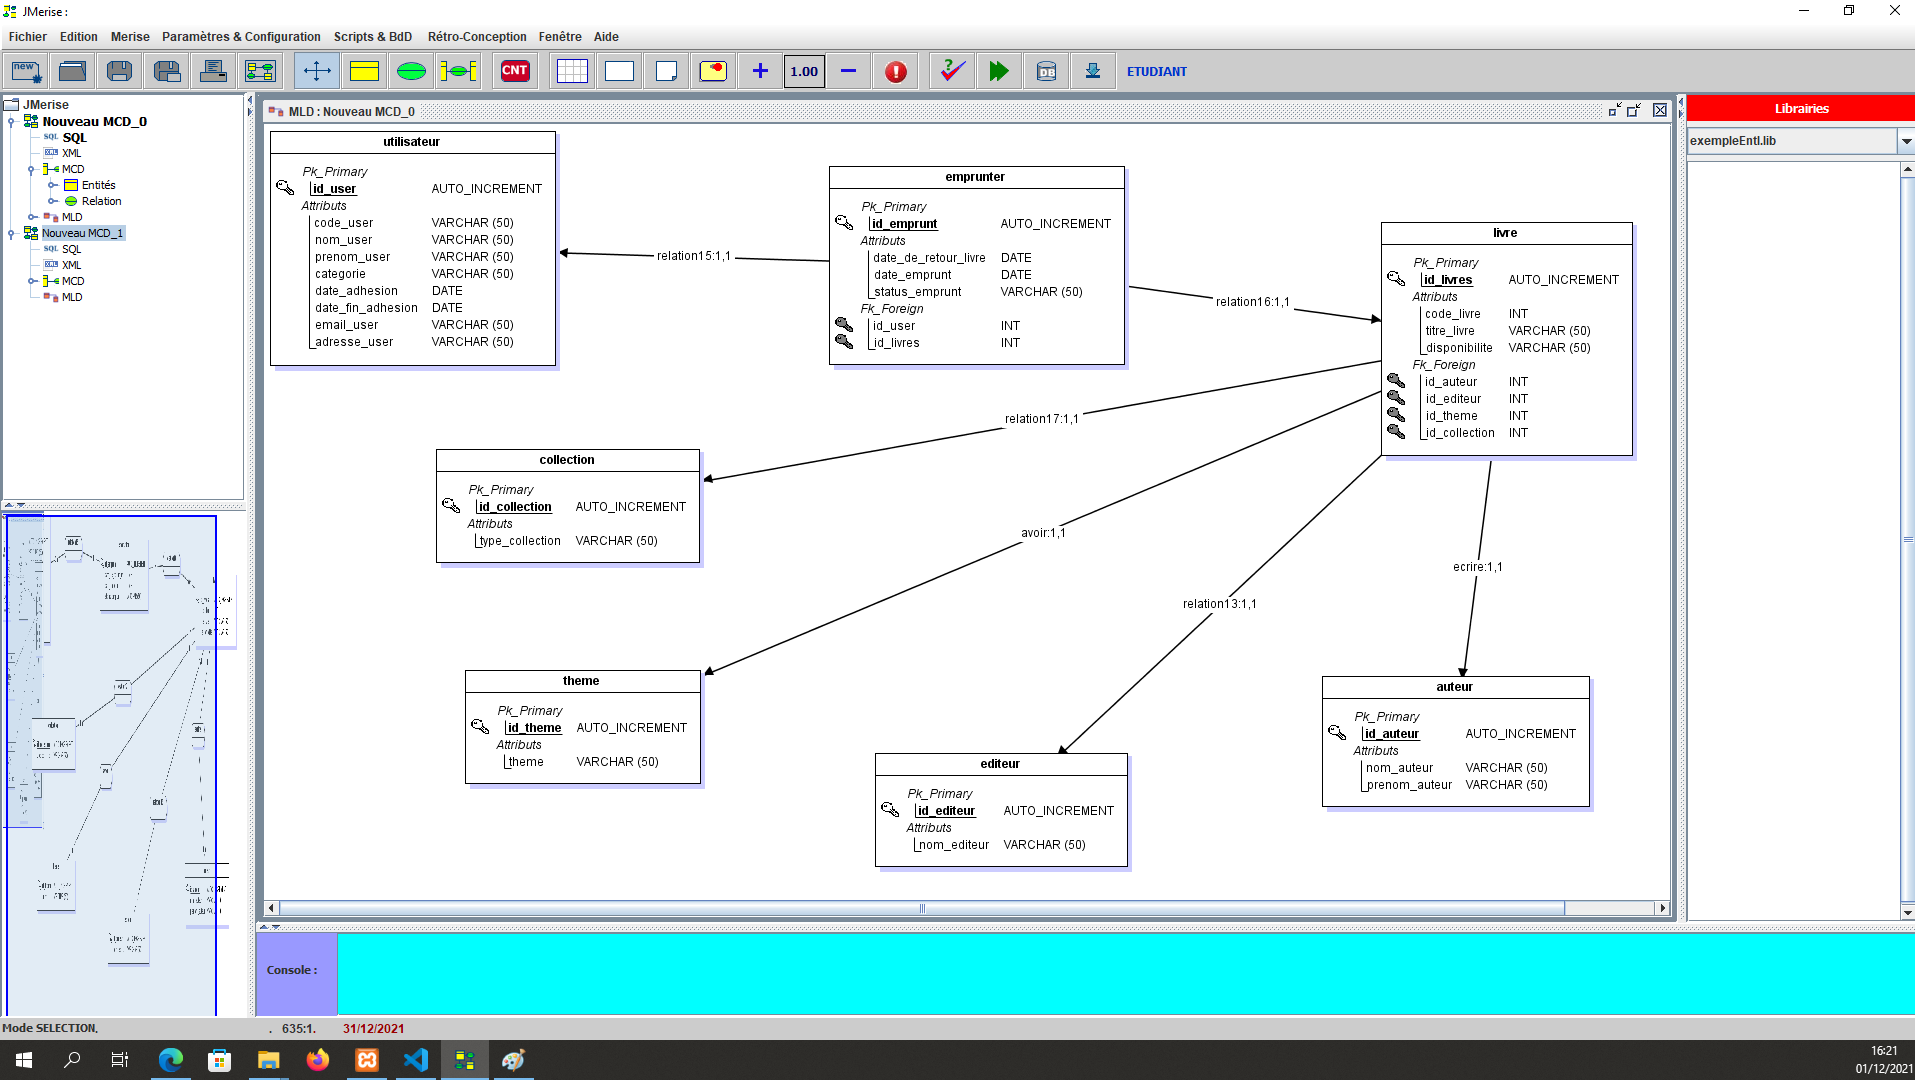 JMerise :
Fichier Edition Merise Paramètres & Configuration Scripts & BdD Rétro-Conception Fenêtre Aide
new CNT 1.00 DB ETUDIANT
JMerise
Nouveau MCD_0
SQL SQL
XML XML
MCD
Entités
Relation
MLD
Nouveau MCD_1
SQL SQL
XML XML
MCD
MLD
MLD : Nouveau MCD_0
utilisateur
Pk_Primary
id_user AUTO_INCREMENT
Attributs
code_user VARCHAR (50)
nom_user VARCHAR (50)
prenom_user VARCHAR (50)
categorie VARCHAR (50)
date_adhesion DATE
date_fin_adhesion DATE
email_user VARCHAR (50)
adresse_user VARCHAR (50)
relation15:1,1
emprunter
Pk_Primary
id_emprunt AUTO_INCREMENT
Attributs
date_de_retour_livre DATE
date_emprunt DATE
status_emprunt VARCHAR (50)
Fk_Foreign
id_user INT
id_livres INT
relation16:1,1
livre
Pk_Primary
id_livres AUTO_INCREMENT
Attributs
code_livre INT
titre_livre VARCHAR (50)
disponibilite VARCHAR (50)
Fk_Foreign
id_auteur INT
id_editeur INT
id_theme INT
id_collection INT
relation17:1,1
collection
Pk_Primary
id_collection AUTO_INCREMENT
Attributs
type_collection VARCHAR (50)
avoir:1,1
ecrire:1,1
relation13:1,1
theme
Pk_Primary
id_theme AUTO_INCREMENT
Attributs
theme VARCHAR (50)
editeur
Pk_Primary
id_editeur AUTO_INCREMENT
Attributs
nom_editeur VARCHAR (50)
auteur
Pk_Primary
id_auteur AUTO_INCREMENT
Attributs
nom_auteur VARCHAR (50)
prenom_auteur VARCHAR (50)
Librairies
exempleEntl.lib
Console :
Mode SELECTION. . 635:1. 31/12/2021
16:21
01/12/2021